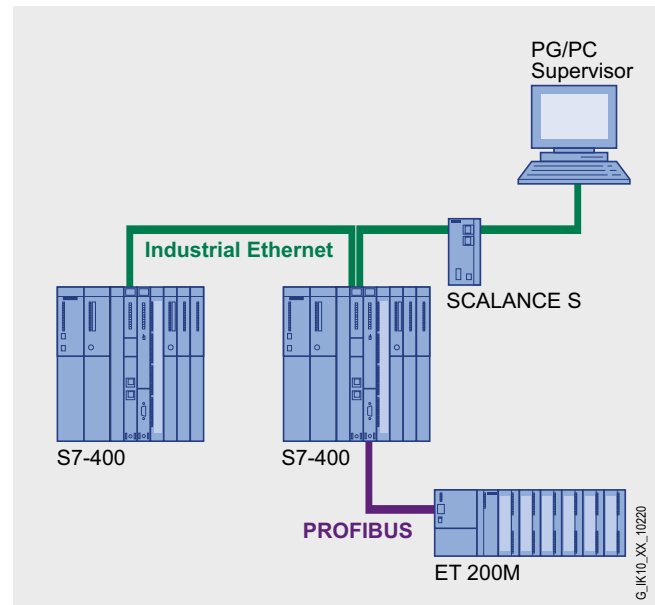 PG/PC
Supervisor
Industrial Ethernet
SCALANCE S
S7-400
S7-400
PROFIBUS
ET 200M
G_IK10_XX_10220